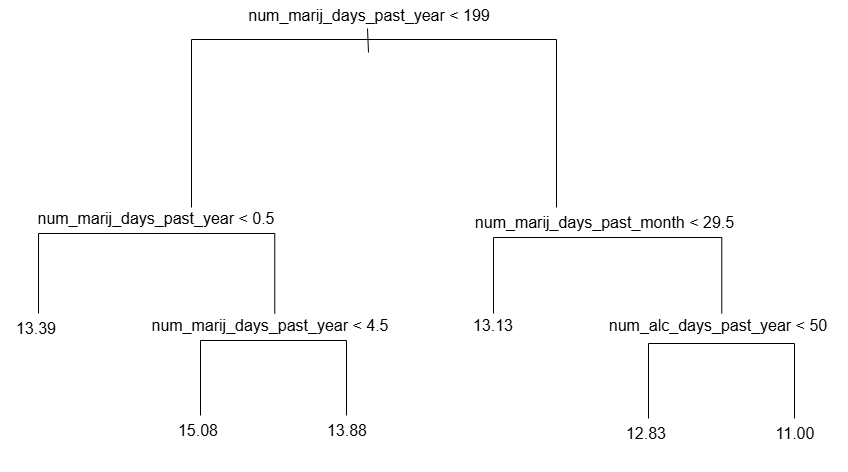 num_marij_days_past_year < 199
num_marij_days_past_year < 0.5
num_marij_days_past_month < 29.5
13.39
num_marij_days_past_year < 4.5
13.13
num_alc_days_past_year < 50
15.08
13.88
12.83
11.00